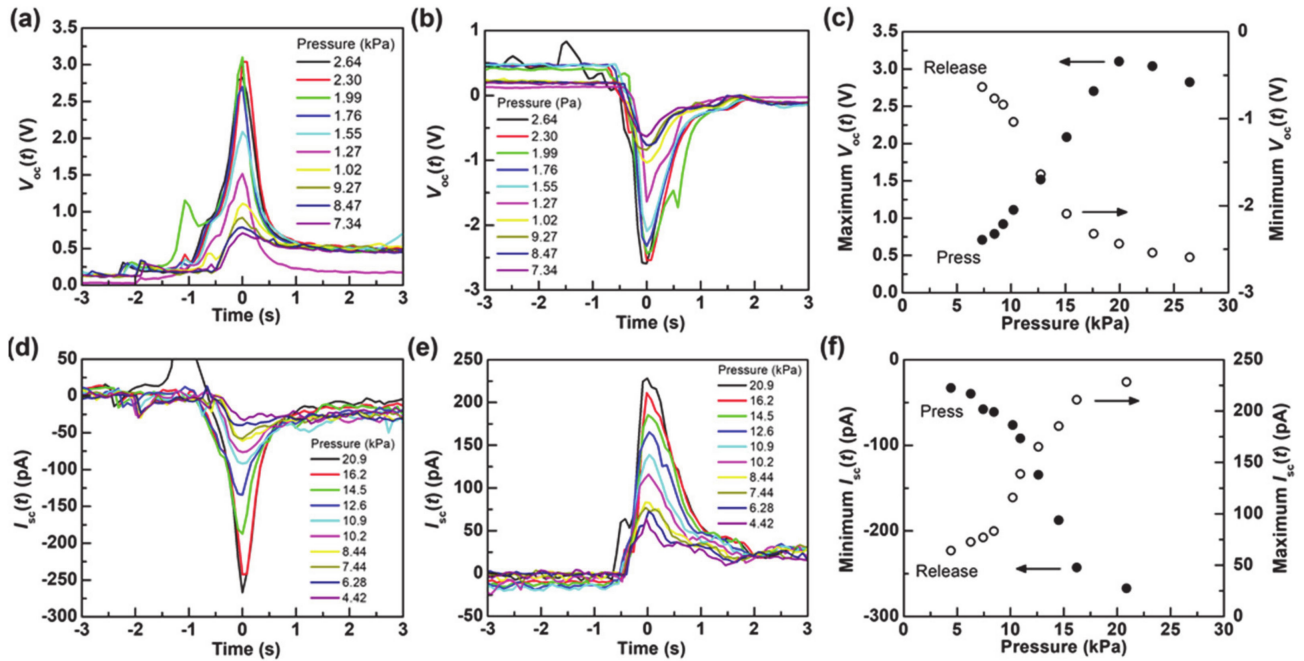 (a)
3.5
3.0
2.5
2.0
1.5
1.0
0.5
0.0
V_oc(t) (V)
Pressure (kPa)
2.64
2.30
1.99
1.76
1.55
1.27
1.02
9.27
8.47
7.34
-3 -2 -1 0 1 2 3
Time (s)
(b)
1
0
-1
-2
-3
V_oc(t) (V)
Pressure (Pa)
2.64
2.30
1.99
1.76
1.55
1.27
1.02
9.27
8.47
7.34
-3 -2 -1 0 1 2 3
Time (s)
(c)
3.5
3.0
2.5
2.0
1.5
1.0
0.5
0.0
Maximum V_oc(t) (V)
Release
Press
0
-1
-2
-3
Minimum V_oc(t) (V)
0 5 10 15 20 25 30
Pressure (kPa)
(d)
50
0
-50
-100
-150
-200
-250
-300
I_sc(t) (pA)
Pressure (kPa)
20.9
16.2
14.5
12.6
10.9
10.2
8.44
7.44
6.28
4.42
-3 -2 -1 0 1 2 3
Time (s)
(e)
250
200
150
100
50
0
-50
I_sc(t) (pA)
Pressure (kPa)
20.9
16.2
14.5
12.6
10.9
10.2
8.44
7.44
6.28
4.42
-3 -2 -1 0 1 2 3
Time (s)
(f)
0
-100
-200
-300
Minimum I_sc(t) (pA)
Press
Release
250
200
150
100
50
0
Maximum I_sc(t) (pA)
0 5 10 15 20 25 30
Pressure (kPa)